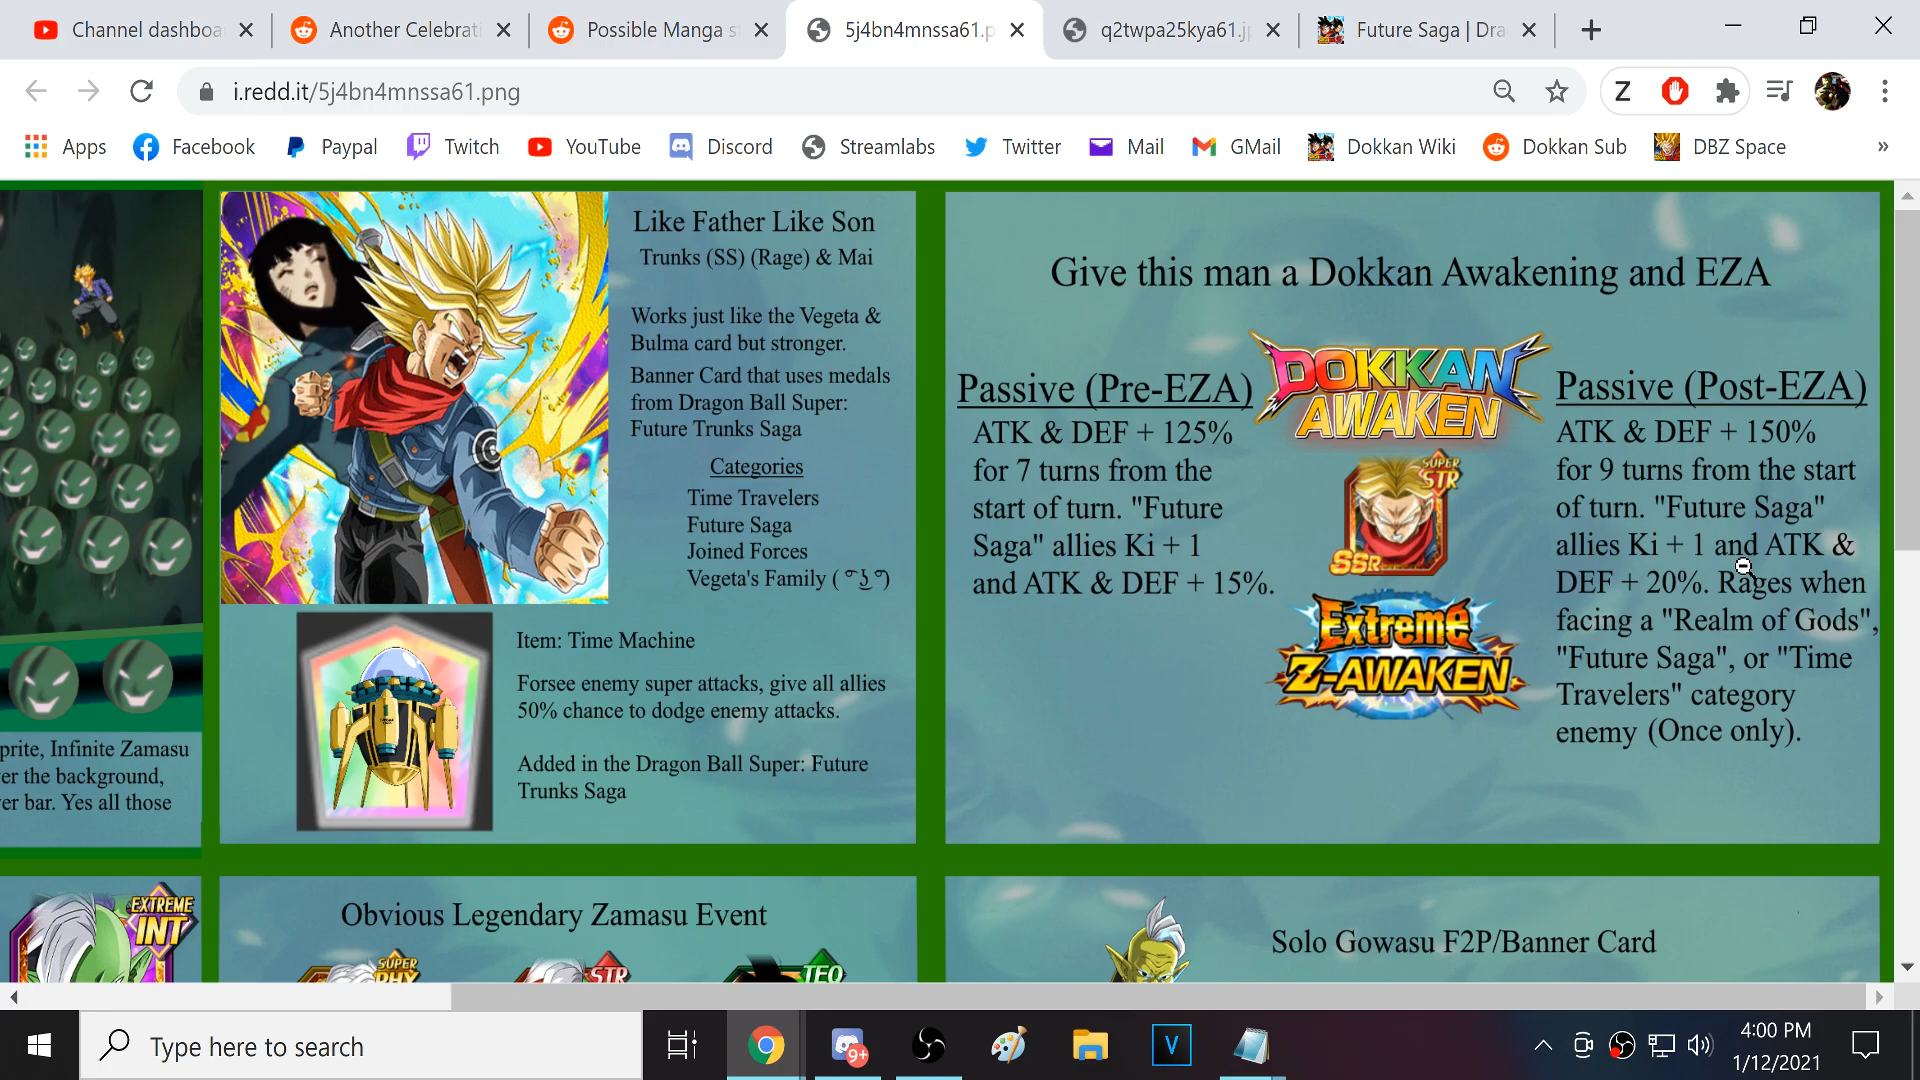 Channel dashboa
Another Celebrati
Possible Manga s
5j4bn4mnssa61.p
q2twpa25kya61.j
Future Saga | Dra
i.redd.it/5j4bn4mnssa61.png
Z
Apps
Facebook
Paypal
Twitch
YouTube
Discord
Streamlabs
Twitter
Mail
GMail
Dokkan Wiki
Dokkan Sub
DBZ Space
»
Like Father Like Son
Trunks (SS) (Rage) & Mai
Works just like the Vegeta &
Bulma card but stronger.
Banner Card that uses medals
from Dragon Ball Super:
Future Trunks Saga
Categories
Time Travelers
Future Saga
Joined Forces
Vegeta's Family ( ͡° ͜ʖ ͡°)
Item: Time Machine
Forsee enemy super attacks, give all allies
50% chance to dodge enemy attacks.
Added in the Dragon Ball Super: Future
Trunks Saga
Give this man a Dokkan Awakening and EZA
Passive (Pre-EZA)
ATK & DEF + 125%
for 7 turns from the
start of turn. "Future
Saga" allies Ki + 1
and ATK & DEF + 15%.
DOKKAN
AWAKEN
SUPER
STR
SSR
Extreme
Z-AWAKEN
Passive (Post-EZA)
ATK & DEF + 150%
for 9 turns from the start
of turn. "Future Saga"
allies Ki + 1 and ATK &
DEF + 20%. Rages when
facing a "Realm of Gods",
"Future Saga", or "Time
Travelers" category
enemy (Once only).
prite, Infinite Zamasu
er the background,
er bar. Yes all those
EXTREME
INT
Obvious Legendary Zamasu Event
SUPER
PHY
STR
TEQ
Solo Gowasu F2P/Banner Card
Type here to search
9+
V
4:00 PM
1/12/2021